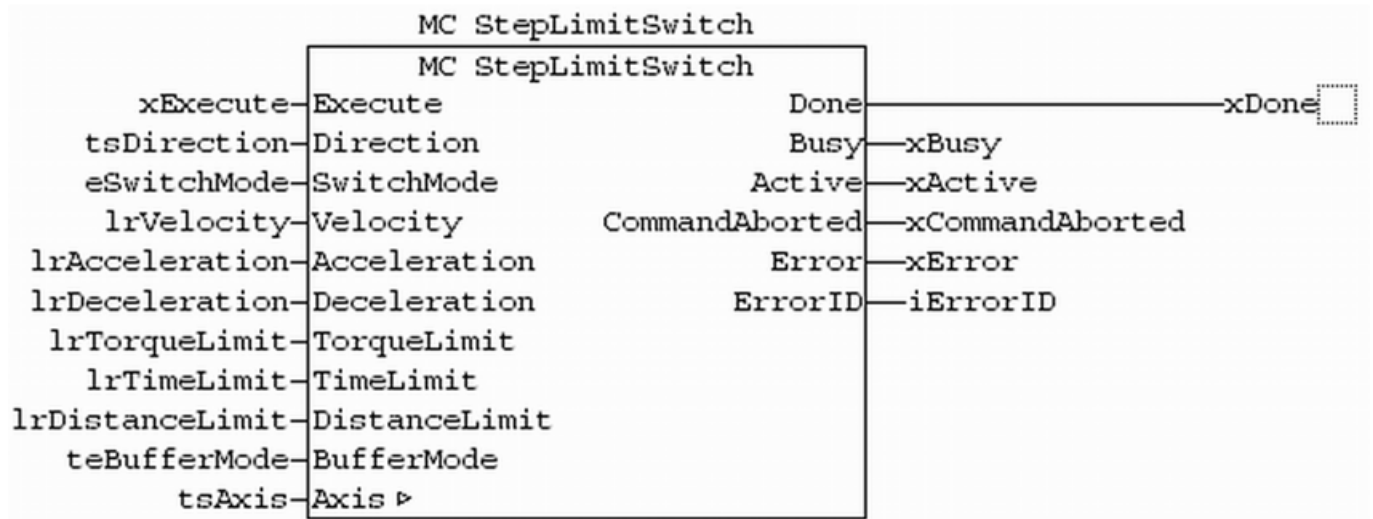 MC StepLimitSwitch
MC StepLimitSwitch
xExecute Execute Done xDone
tsDirection Direction Busy xBusy
eSwitchMode SwitchMode Active xActive
lrVelocity Velocity CommandAborted xCommandAborted
lrAcceleration Acceleration Error xError
lrDeceleration Deceleration ErrorID iErrorID
lrTorqueLimit TorqueLimit
lrTimeLimit TimeLimit
lrDistanceLimit DistanceLimit
teBufferMode BufferMode
tsAxis Axis